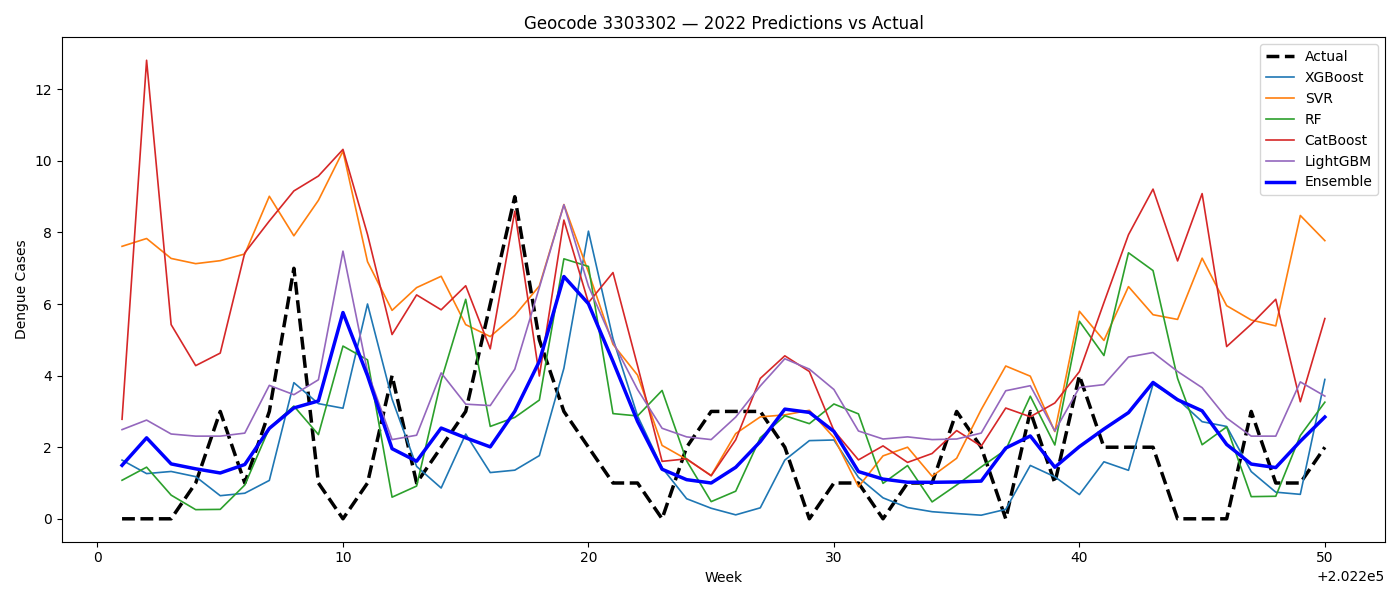 Geocode 3303302 — 2022 Predictions vs Actual
Dengue Cases
12
10
8
6
4
2
0
Actual
XGBoost
SVR
RF
CatBoost
LightGBM
Ensemble
0 10 20 30 40 50
Week
+2.022e5